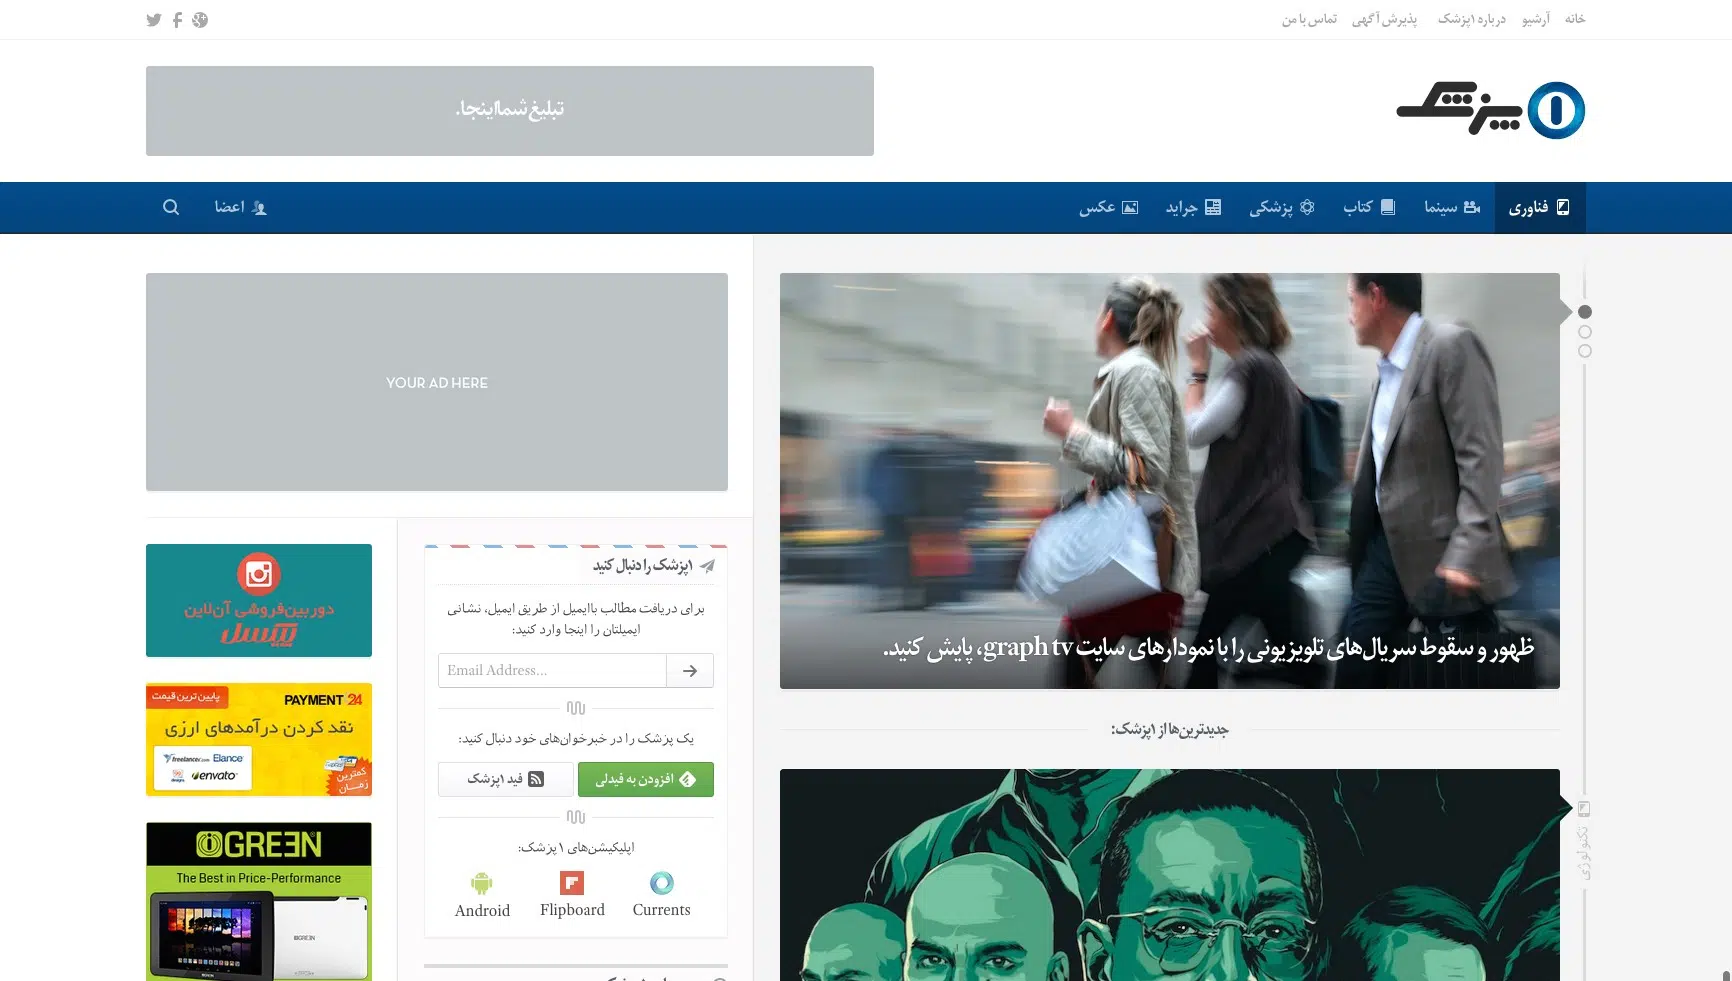 خانه
آرشیو
درباره ۱پزشک
پذیرش آگهی
تماس با من
۱پزشک
تبلیغ شما اینجا.
فناوری
سینما
کتاب
پزشکی
جراید
عکس
اعضا
ظهور و سقوط سریال‌های تلویزیونی را با نمودارهای سایت graph tv، پایش کنید.
جدیدترین‌ها از ۱پزشک:
تکنولوژی
YOUR AD HERE
۱پزشک را دنبال کنید
برای دریافت مطالب باایمیل از طریق ایمیل، نشانی
ایمیلتان را اینجا وارد کنید:
Email Address...
یک پزشک را در خبرخوان‌های خود دنبال کنید:
افزودن به فیدلی
فید ۱پزشک
اپلیکیشن‌های ۱پزشک:
Android
Flipboard
Currents
دوربین‌فروشی آن‌لاین
پیکسل
پایین ترین قیمت
PAYMENT 24
نقد کردن درآمدهای ارزی
freelancer.com
Elance
envato
کمترین
زمان
GREEN
The Best in Price-Performance